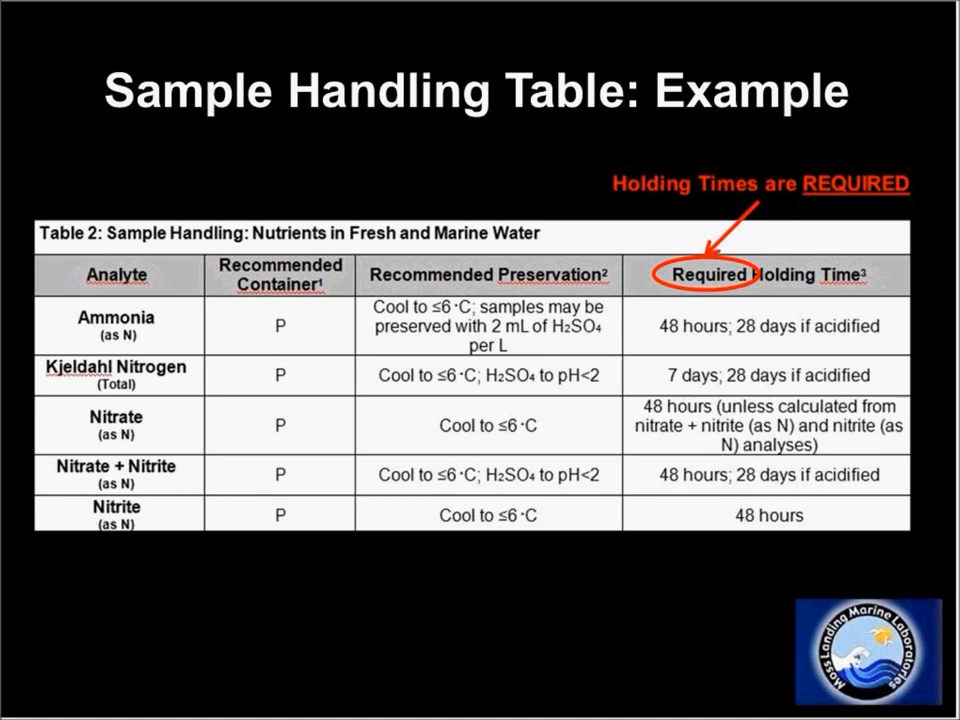 Sample Handling Table: Example
Holding Times are REQUIRED
Table 2: Sample Handling: Nutrients in Fresh and Marine Water
Analyte
Recommended
Container¹
Recommended Preservation²
Required Holding Time³
Ammonia
(as N)
P
Cool to ≤6 °C; samples may be
preserved with 2 mL of H₂SO₄
per L
48 hours; 28 days if acidified
Kjeldahl Nitrogen
(Total)
P
Cool to ≤6 °C; H₂SO₄ to pH<2
7 days; 28 days if acidified
Nitrate
(as N)
P
Cool to ≤6 °C
48 hours (unless calculated from
nitrate + nitrite (as N) and nitrite (as
N) analyses)
Nitrate + Nitrite
(as N)
P
Cool to ≤6 °C; H₂SO₄ to pH<2
48 hours; 28 days if acidified
Nitrite
(as N)
P
Cool to ≤6 °C
48 hours
Moss Landing Marine Laboratories